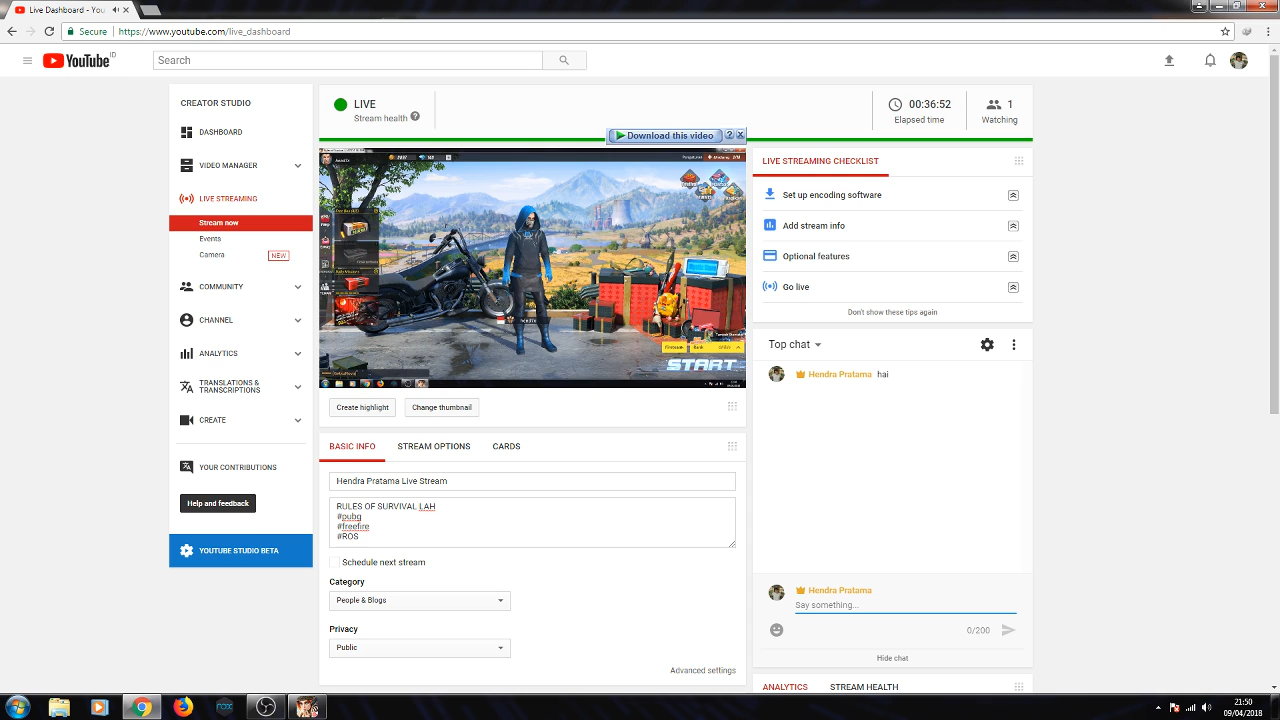 Live Dashboard - You
Secure
https://www.youtube.com/live_dashboard
YouTube ID
Search
CREATOR STUDIO
DASHBOARD
VIDEO MANAGER
LIVE STREAMING
Stream now
Events
Camera
NEW
COMMUNITY
CHANNEL
ANALYTICS
TRANSLATIONS &
TRANSCRIPTIONS
CREATE
YOUR CONTRIBUTIONS
Help and feedback
YOUTUBE STUDIO BETA
LIVE
Stream health ?
00:36:52
Elapsed time
1
Watching
Download this video
START
Create highlight
Change thumbnail
BASIC INFO
STREAM OPTIONS
CARDS
Hendra Pratama Live Stream
RULES OF SURVIVAL LAH
#pubg
#freefire
#ROS
Schedule next stream
Category
People & Blogs
Privacy
Public
Advanced settings
LIVE STREAMING CHECKLIST
Set up encoding software
Add stream info
Optional features
Go live
Don't show these tips again
Top chat
Hendra Pratama hai
Hendra Pratama
Say something...
0/200
Hide chat
ANALYTICS
STREAM HEALTH
21:50
09/04/2018